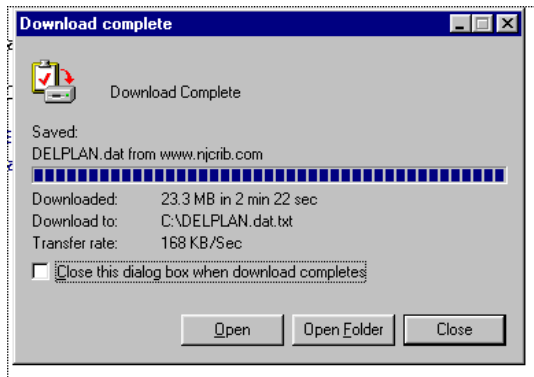 Download complete
Download Complete
Saved:
DELPLAN.dat from www.njcrib.com
Downloaded: 23.3 MB in 2 min 22 sec
Download to: C:\DELPLAN.dat.txt
Transfer rate: 168 KB/Sec
Close this dialog box when download completes
Open Open Folder Close